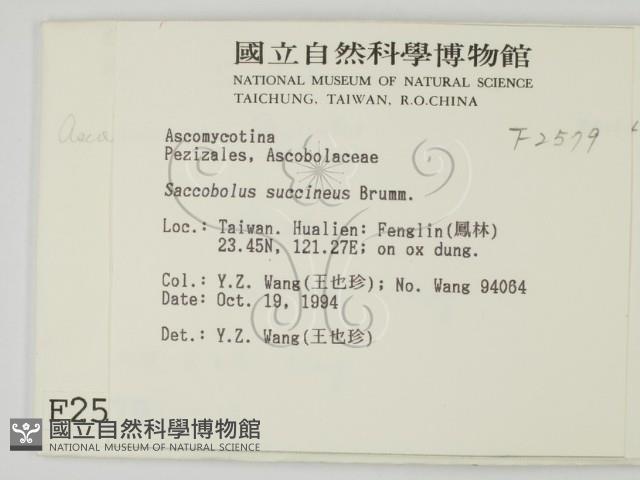 國立自然科學博物館
NATIONAL MUSEUM OF NATURAL SCIENCE
TAICHUNG, TAIWAN, R.O.CHINA
Asco
F2579
Ascomycotina
Pezizales, Ascobolaceae
Saccobolus succineus Brumm.
Loc.: Taiwan. Hualien: Fenglin(鳳林)
23.45N, 121.27E; on ox dung.
Col.: Y.Z. Wang(王也珍); No. Wang 94064
Date: Oct. 19, 1994
Det.: Y.Z. Wang(王也珍)
F25
國立自然科學博物館
NATIONAL MUSEUM OF NATURAL SCIENCE